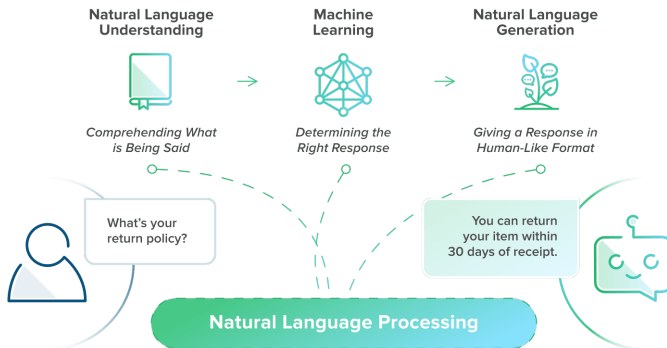 Natural Language
Understanding
Machine
Learning
Natural Language
Generation
Comprehending What
is Being Said
Determining the
Right Response
Giving a Response in
Human-Like Format
What's your
return policy?
You can return
your item within
30 days of receipt.
Natural Language Processing